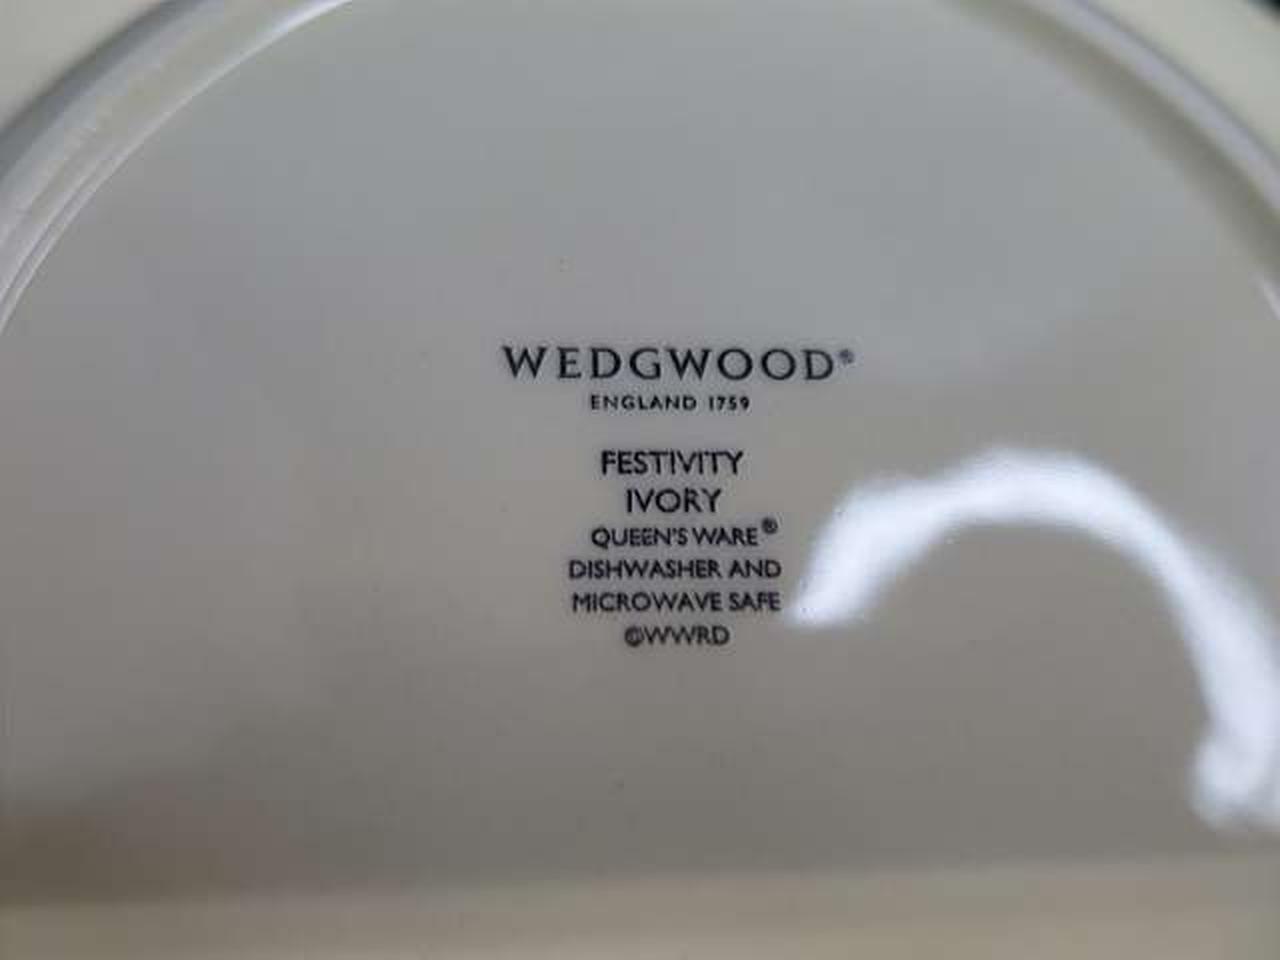 WEDGWOOD®
ENGLAND 1759
FESTIVITY
IVORY
QUEEN'S WARE®
DISHWASHER AND
MICROWAVE SAFE
©WWRD